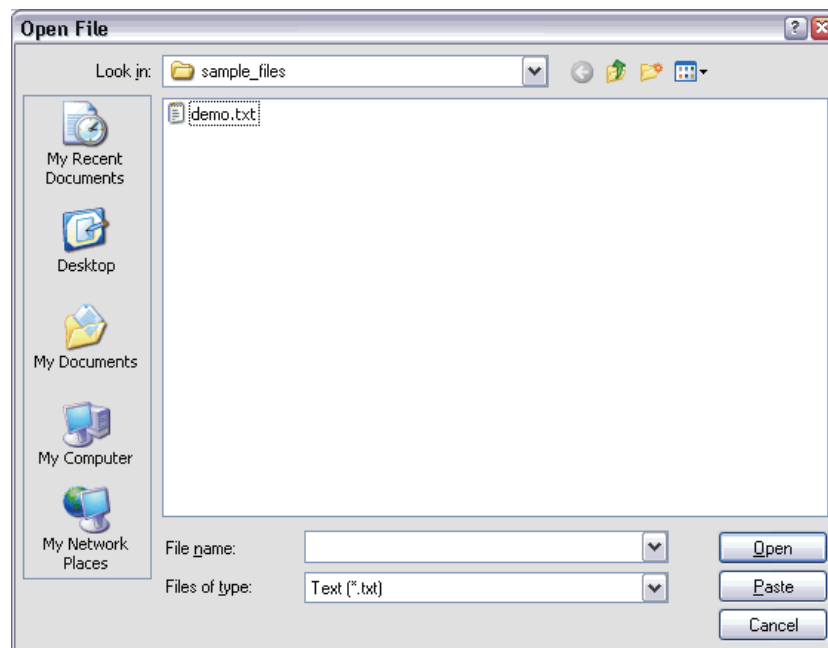 Open File
Look in: sample_files
demo.txt
My Recent
Documents
Desktop
My Documents
My Computer
My Network
Places
File name:
Open
Files of type: Text (*.txt)
Paste
Cancel